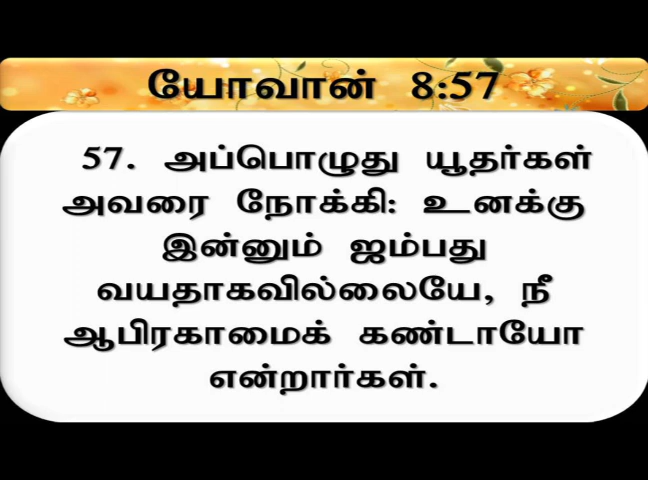 யோவான் 8:57
57. அப்பொழுது யூதர்கள்
அவரை நோக்கி: உனக்கு
இன்னும் ஐம்பது
வயதாகவில்லையே, நீ
ஆபிரகாமைக் கண்டாயோ
என்றார்கள்.